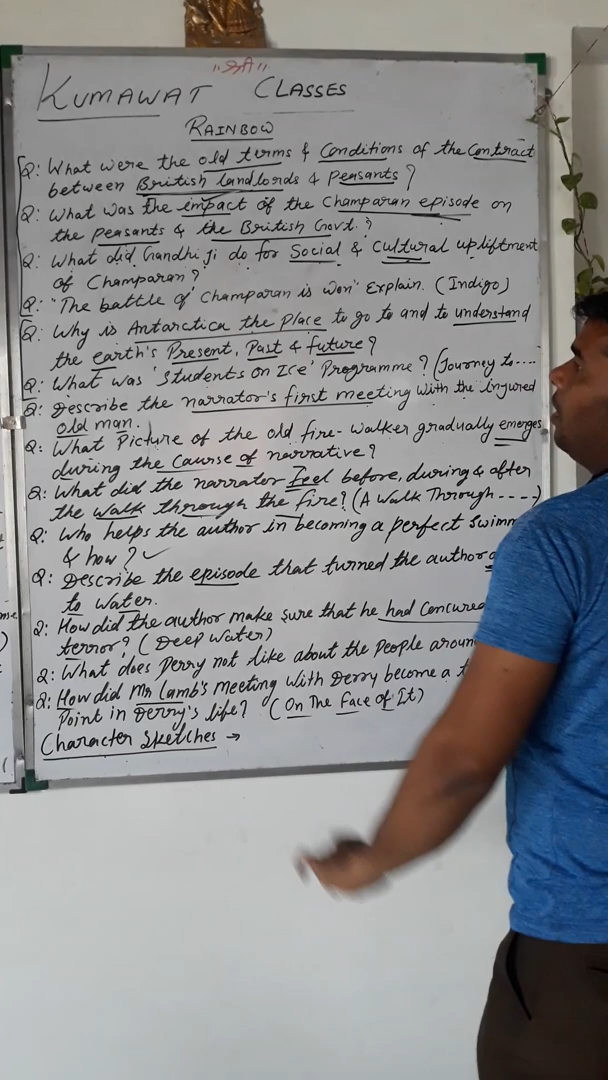 "श्री"
KUMAWAT CLASSES
RAINBOW
Q: What were the old terms & Conditions of the Contract
between British landlords & Peasants?
Q: What was the impact of the Champaran episode on
the peasants & the British Govt.?
Q: What did Gandhi ji do for Social & Cultural upliftment
of Champaran?
Q: 'The battle of Champaran is won' Explain. (Indigo)
Q: Why is Antarctica the Place to go to and to understand
the earth's Present, Past & future?
Q: What was 'Students on Ice' Programme? (Journey to....
Q: Describe the narrator's first meeting with the injured
old man.
Q: What Picture of the old fire-walker gradually emerges
during the Cause of narrative?
Q: What did the narrator Feel before, during & after
the walk through the fire? (A Walk Through ----)
Q: Who helps the author in becoming a perfect Swimm
& how? ✓
Q: Describe the episode that turned the author a
to water.
Q: How did the author make sure that he had Concured
terror? (Deep Water)
Q: What does Derry not like about the People aroun
Q: How did Mr Lamb's Meeting with Derry become a t
Point in Derry's life? (On The Face of It)
Character Sketches →